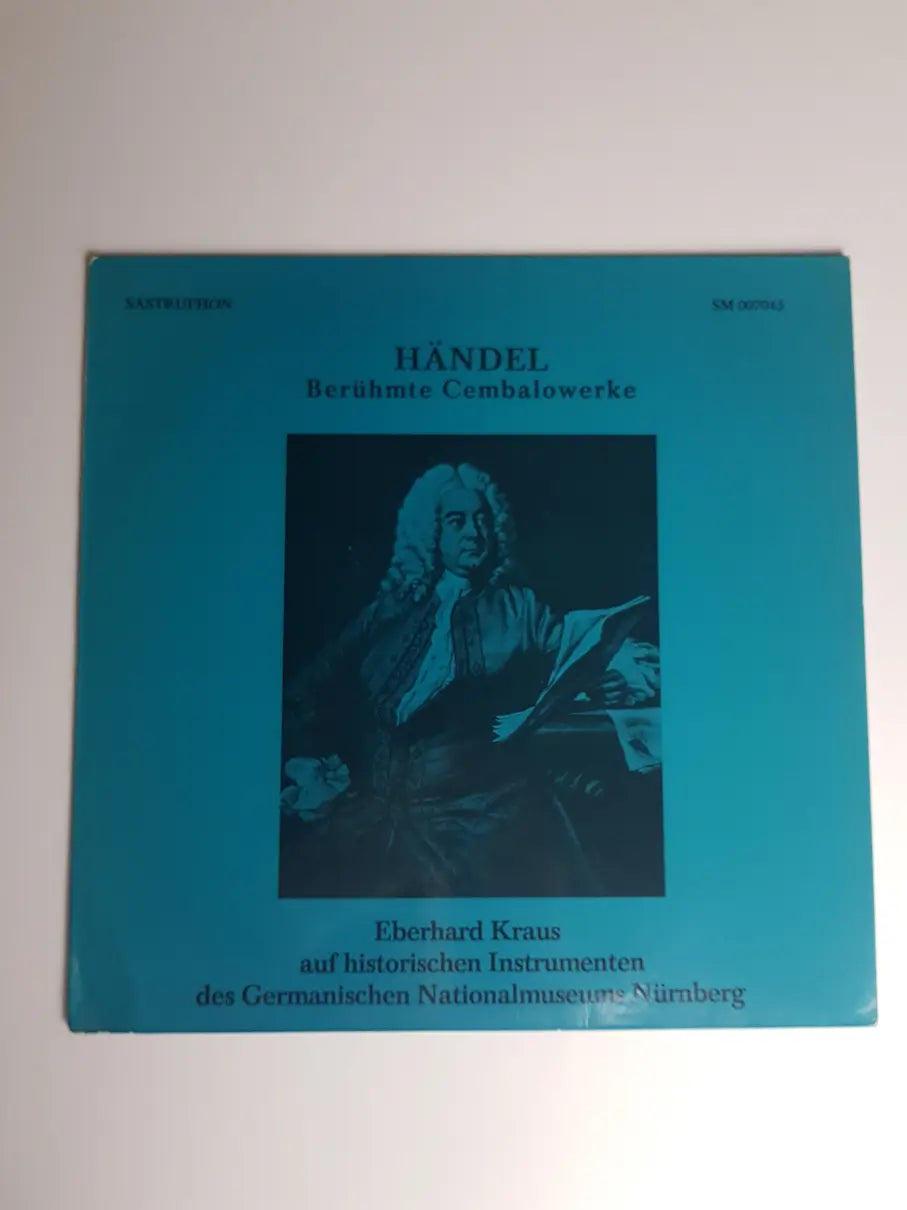 SASTRUPHON
SM 007043
HÄNDEL
Berühmte Cembalowerke
Eberhard Kraus
auf historischen Instrumenten
des Germanischen Nationalmuseums Nürnberg